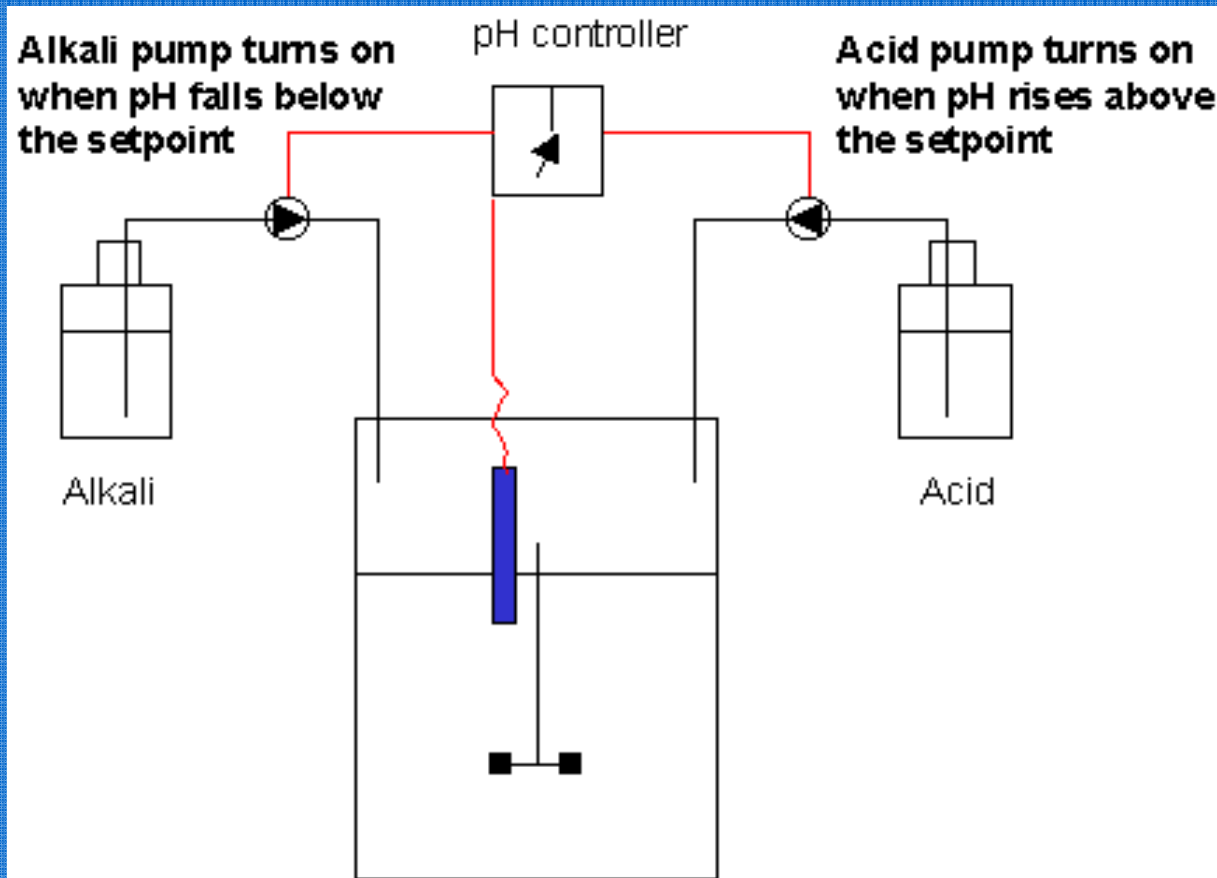 Alkali pump turns on
when pH falls below
the setpoint
pH controller
Acid pump turns on
when pH rises above
the setpoint
Alkali
Acid